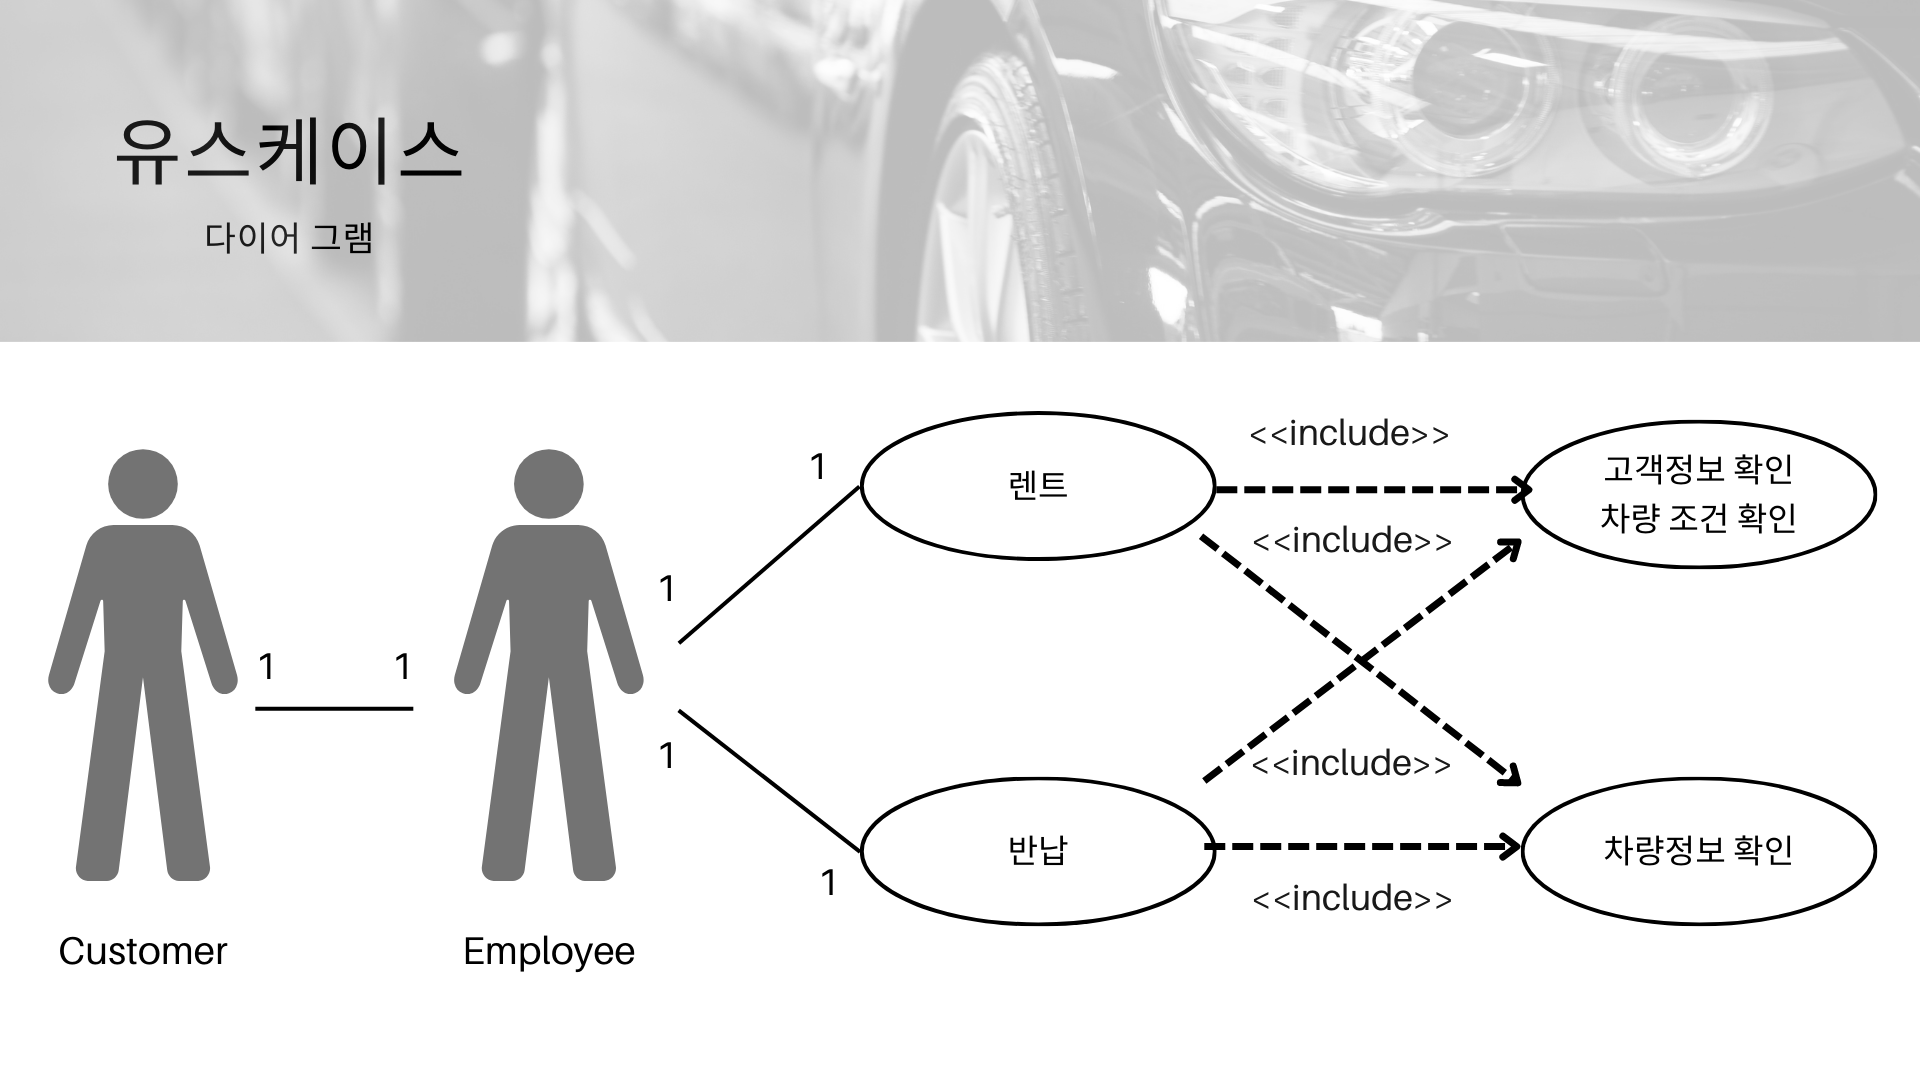 유스케이스
다이어 그램
1
1
1
1
1
1
렌트
<<include>>
<<include>>
고객정보 확인
차량 조건 확인
<<include>>
반납
<<include>>
차량정보 확인
Customer
Employee